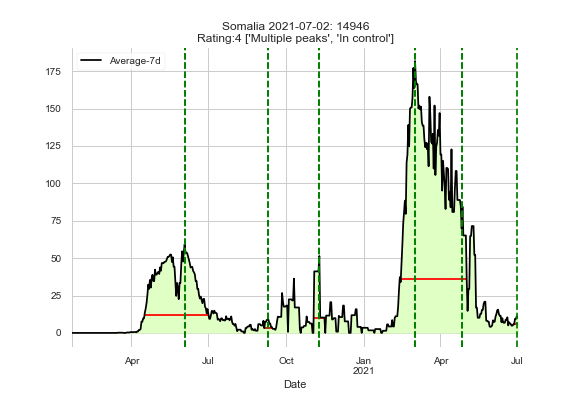 Somalia 2021-07-02: 14946
Rating:4 ['Multiple peaks', 'In control']
Average-7d
175
150
125
100
75
50
25
0
Apr Jul Oct Jan Apr Jul
2021
Date